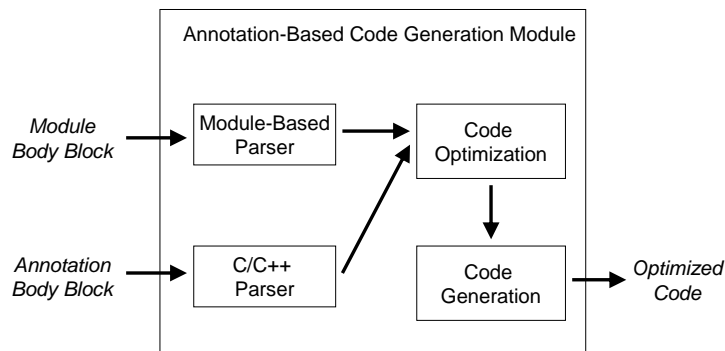 Annotation-Based Code Generation Module
Module
Body Block
Module-Based
Parser
Code
Optimization
Annotation
Body Block
C/C++
Parser
Code
Generation
Optimized
Code